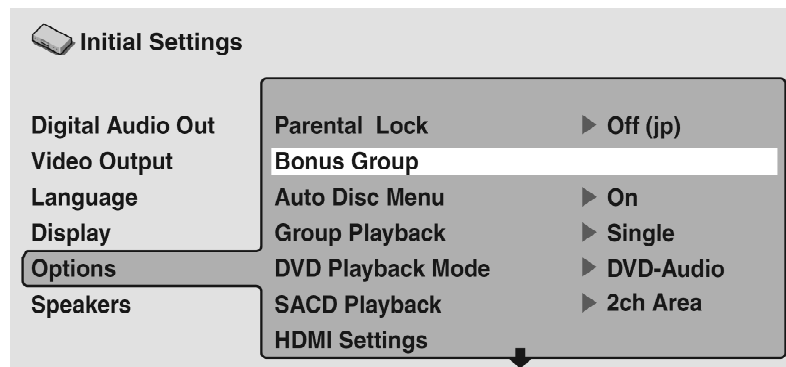 Initial Settings
Digital Audio Out
Video Output
Language
Display
Options
Speakers
Parental Lock ▶ Off (jp)
Bonus Group
Auto Disc Menu ▶ On
Group Playback ▶ Single
DVD Playback Mode ▶ DVD-Audio
SACD Playback ▶ 2ch Area
HDMI Settings